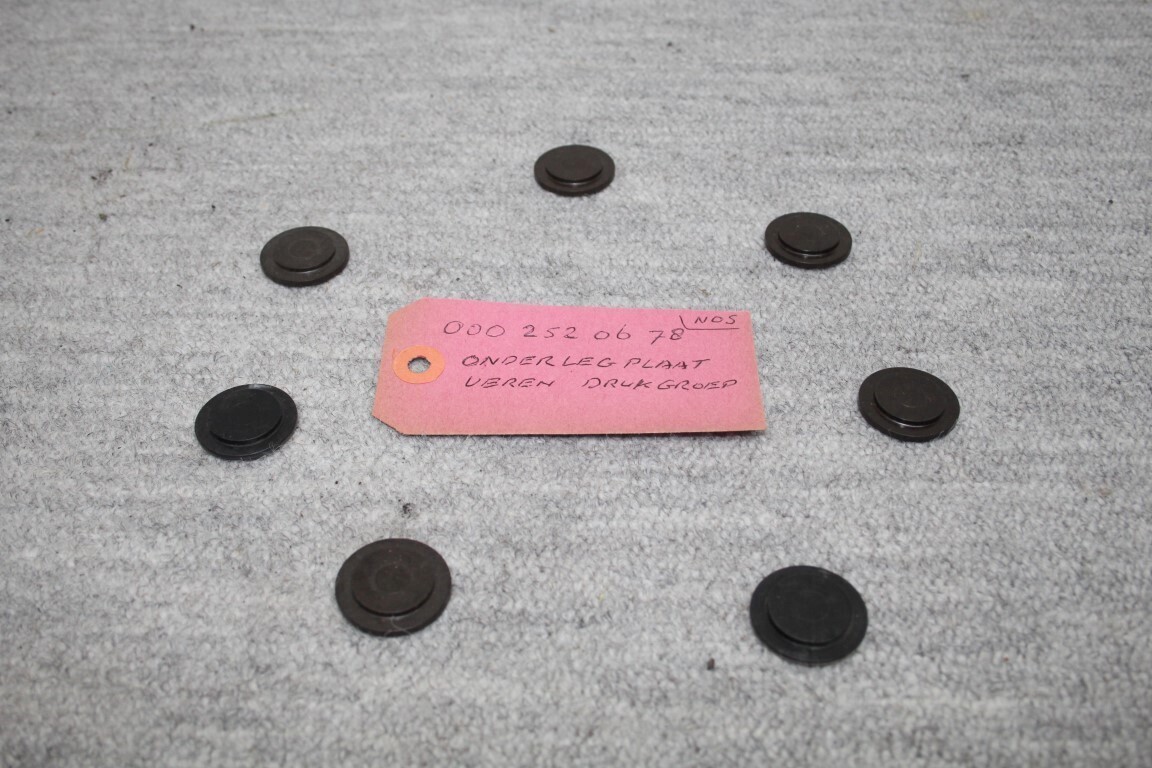 NOS
000 252 06 78
ONDERLEGPLAAT
VEREN DRUKGROEP